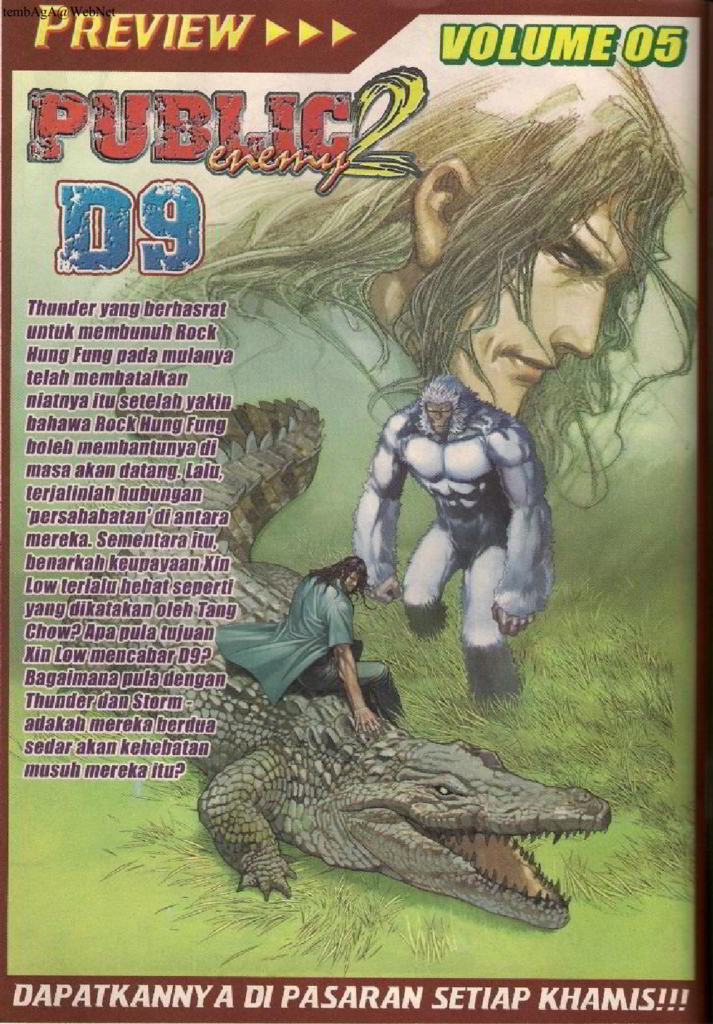 tembAgA@WebNet
PREVIEW
VOLUME 05
PUBLIC
enemy 2
D9
Thunder yang berhasrat
untuk membunuh Rock
Hung Fung pada mulanya
telah membatalkan
niatnya itu setelah yakin
bahawa Rock Hung Fung
boleh membantunya di
masa akan datang. Lalu,
terjalinlah hubungan
'persahabatan' di antara
mereka. Sementara itu,
benarkah keupayaan Xin
Low terlalu hebat seperti
yang dikatakan oleh Tang
Chow? Apa pula tujuan
Xin Low mencabar D9?
Bagaimana pula dengan
Thunder dan Storm -
adakah mereka berdua
sedar akan kehebatan
musuh mereka itu?
DAPATKANNYA DI PASARAN SETIAP KHAMIS!!!